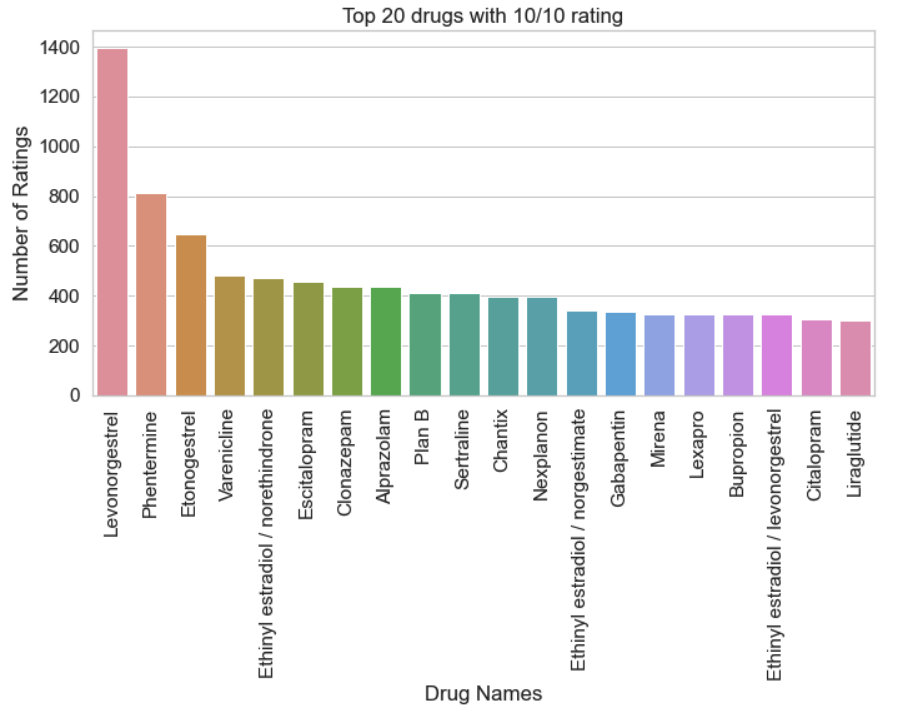 Top 20 drugs with 10/10 rating
Number of Ratings
1400
1200
1000
800
600
400
200
0
Levonorgestrel
Phentermine
Etonogestrel
Varenicline
Ethinyl estradiol / norethindrone
Escitalopram
Clonazepam
Alprazolam
Plan B
Sertraline
Chantix
Nexplanon
Ethinyl estradiol / norgestimate
Gabapentin
Mirena
Lexapro
Bupropion
Ethinyl estradiol / levonorgestrel
Citalopram
Liraglutide
Drug Names